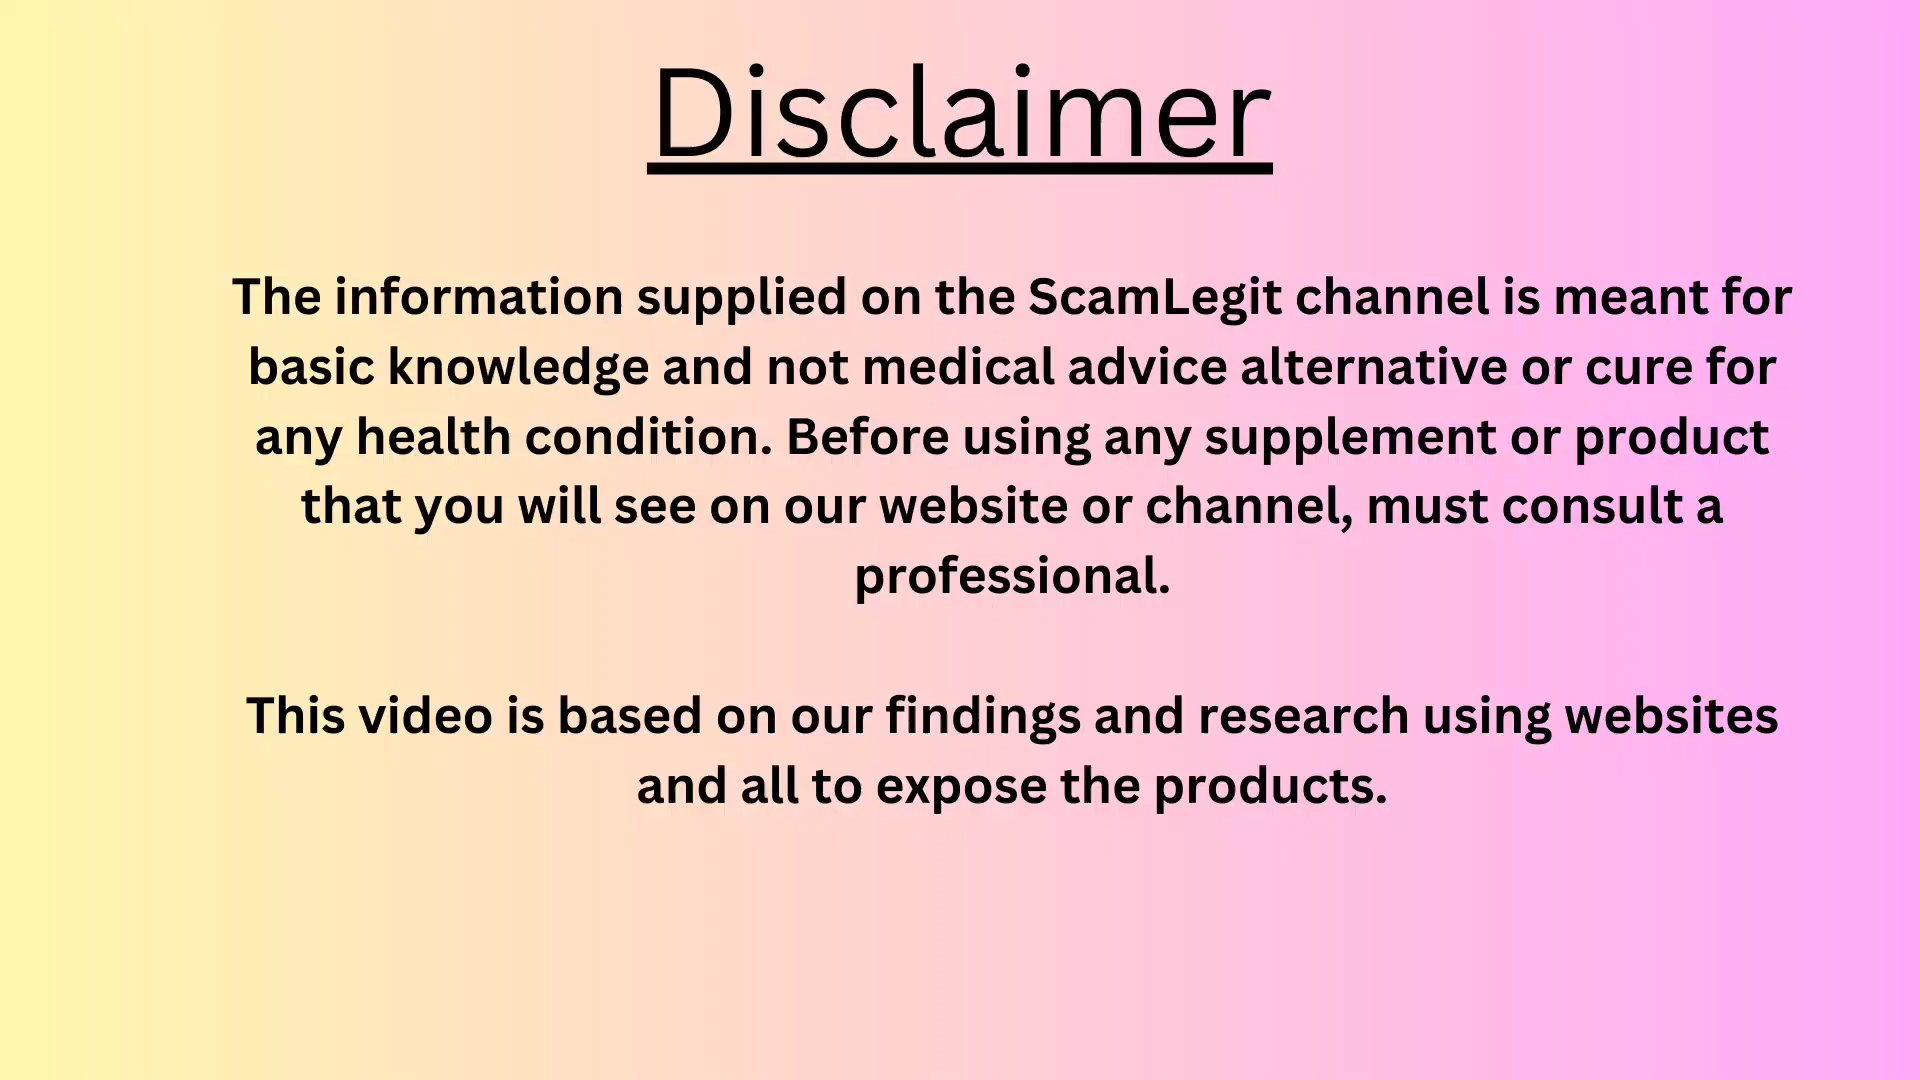 Disclaimer
The information supplied on the ScamLegit channel is meant for
basic knowledge and not medical advice alternative or cure for
any health condition. Before using any supplement or product
that you will see on our website or channel, must consult a
professional.
This video is based on our findings and research using websites
and all to expose the products.